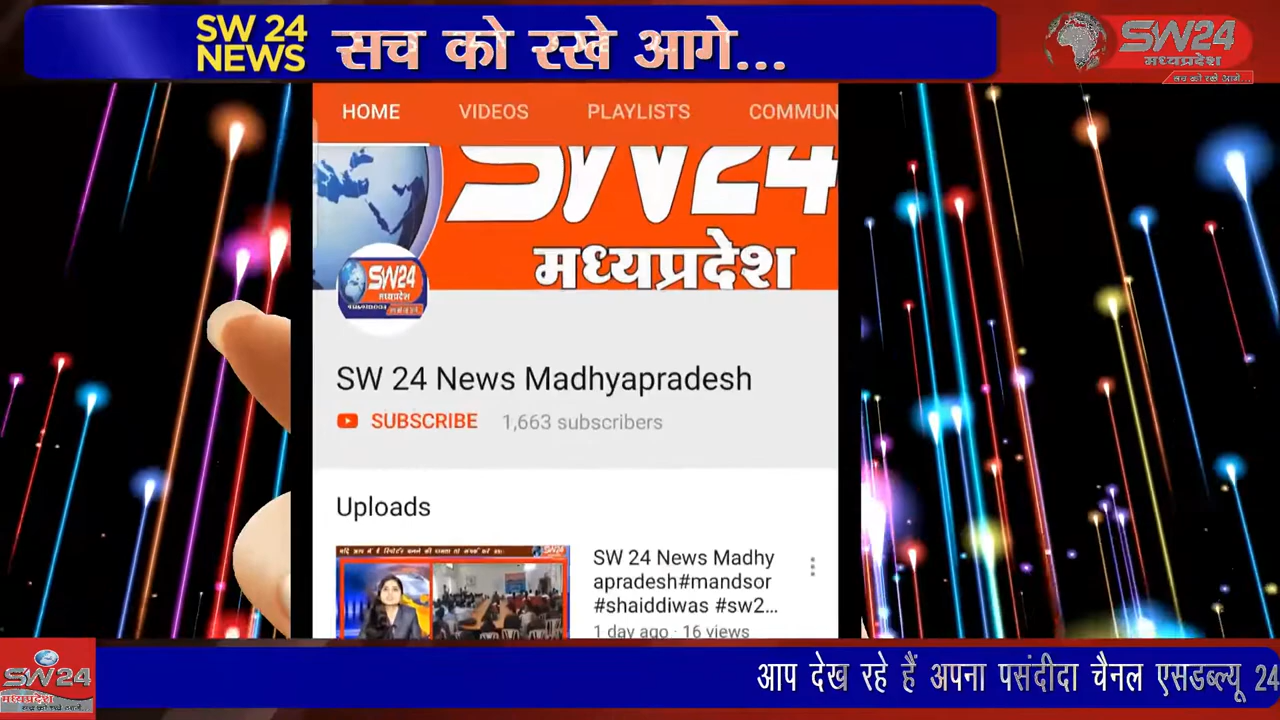 SW 24
NEWS
सच को रखे आगे...
SW24
मध्यप्रदेश
सच को रखे आगे...
HOME VIDEOS PLAYLISTS COMMUN
SW24
मध्यप्रदेश
SW24
मध्यप्रदेश
SW 24 News Madhyapradesh
SUBSCRIBE 1,663 subscribers
Uploads
SW 24 News Madhy
apradesh#mandsor
#shaiddiwas #sw2...
1 day ago · 16 views
SW24
मध्यप्रदेश
सच को रखे आगे...
आप देख रहे हैं अपना पसंदीदा चैनल एसडब्ल्यू 24